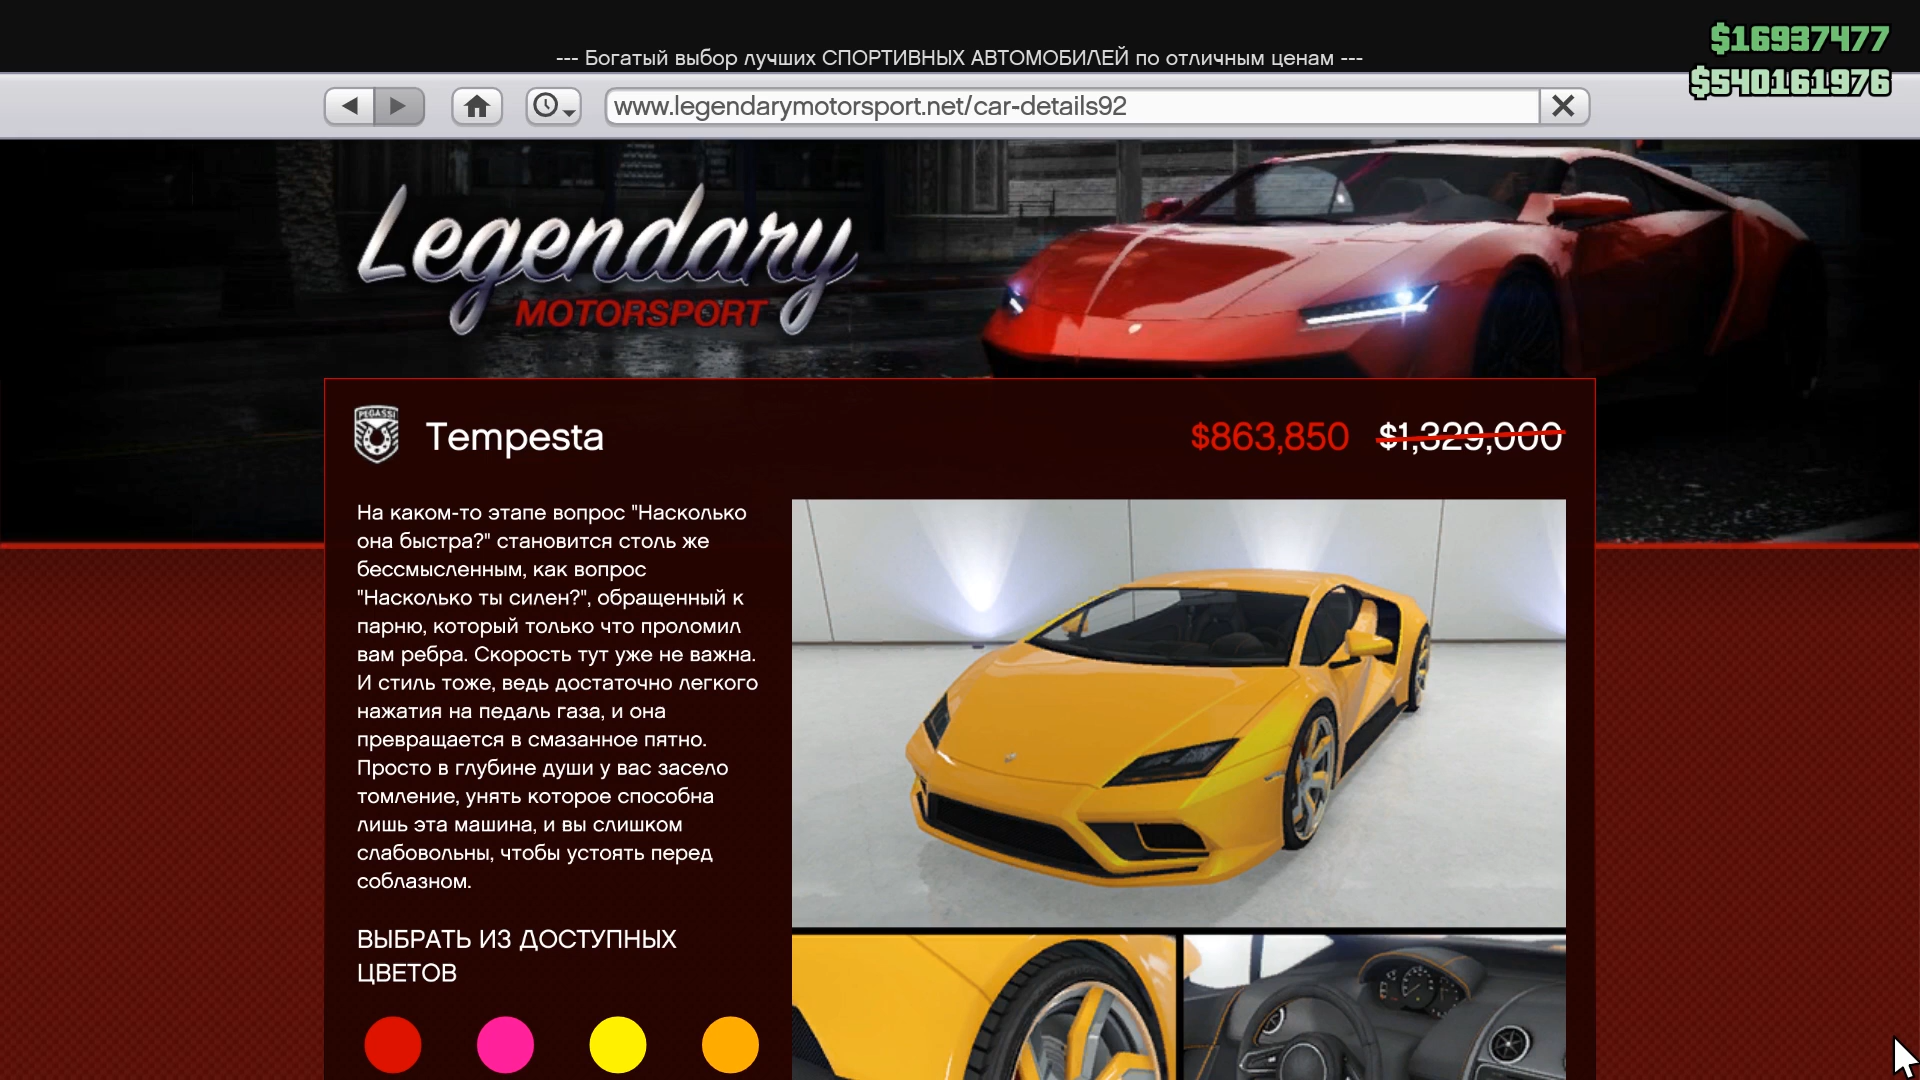 --- Богатый выбор лучших СПОРТИВНЫХ АВТОМОБИЛЕЙ по отличным ценам ---
$16937477
$540161976
www.legendarymotorsport.net/car-details92
Legendary
MOTORSPORT
PEGASSI
Tempesta
$863,850 $1,329,000
На каком-то этапе вопрос "Насколько
она быстра?" становится столь же
бессмысленным, как вопрос
"Насколько ты силен?", обращенный к
парню, который только что проломил
вам ребра. Скорость тут уже не важна.
И стиль тоже, ведь достаточно легкого
нажатия на педаль газа, и она
превращается в смазанное пятно.
Просто в глубине души у вас засело
томление, унять которое способна
лишь эта машина, и вы слишком
слабовольны, чтобы устоять перед
соблазном.
ВЫБРАТЬ ИЗ ДОСТУПНЫХ
ЦВЕТОВ